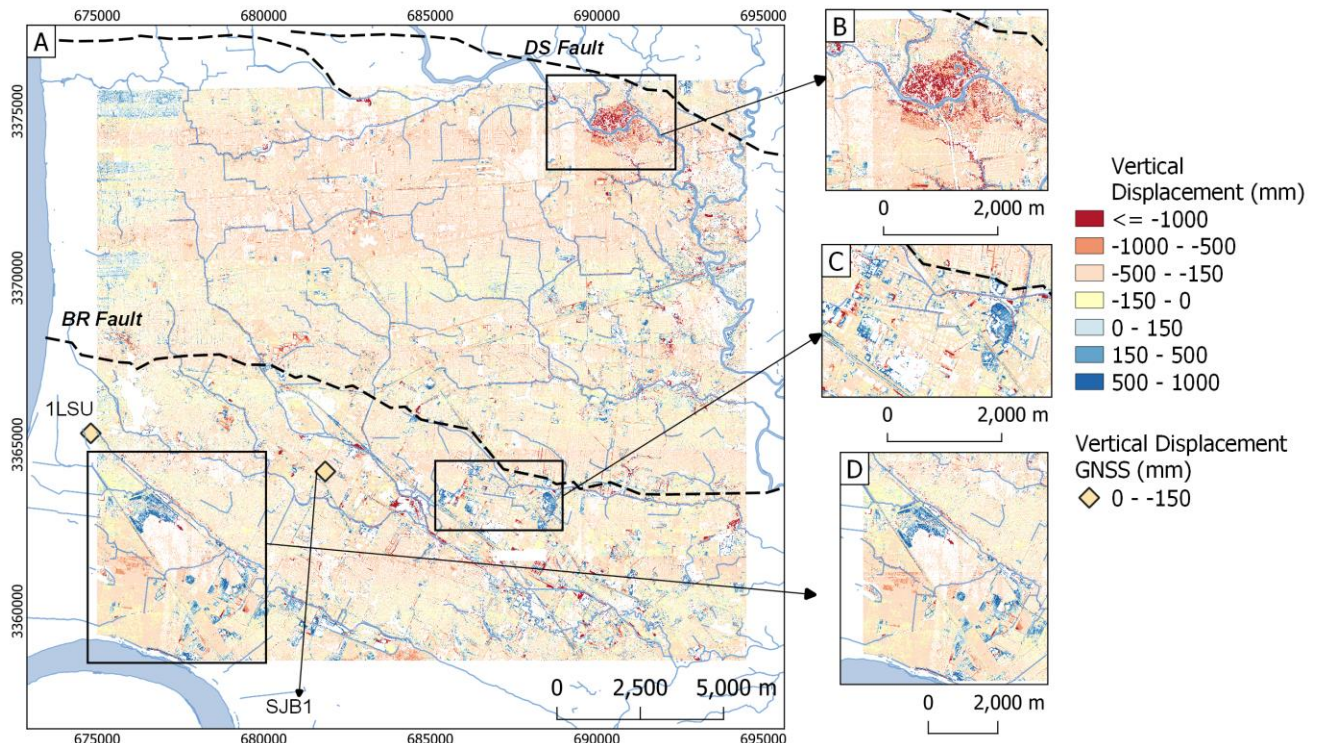 675000 680000 685000 690000 695000
A
DS Fault
3375000
3370000
BR Fault
3365000
1LSU
3360000
SJB1
0 2,500 5,000 m
675000 680000 685000 690000 695000
B
0 2,000 m
C
0 2,000 m
D
0 2,000 m
Vertical
Displacement (mm)
<= -1000
-1000 - -500
-500 - -150
-150 - 0
0 - 150
150 - 500
500 - 1000
Vertical Displacement
GNSS (mm)
0 - -150